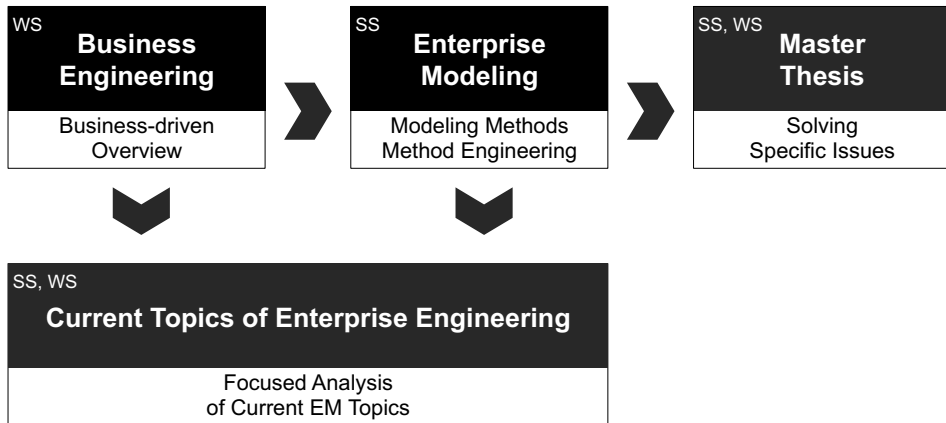 WS
Business
Engineering
Business-driven
Overview
SS
Enterprise
Modeling
Modeling Methods
Method Engineering
SS, WS
Master
Thesis
Solving
Specific Issues
SS, WS
Current Topics of Enterprise Engineering
Focused Analysis
of Current EM Topics